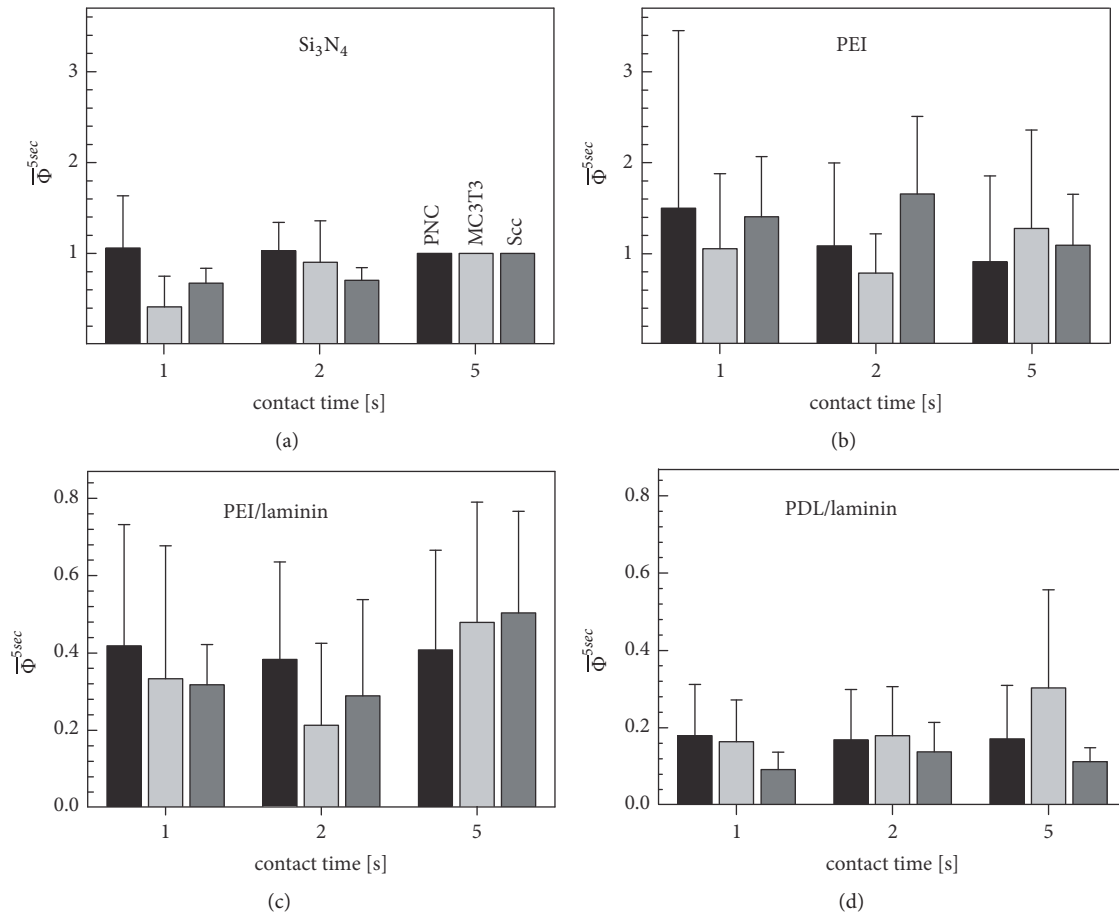 Si₃N₄
3
2
1
Φ̅⁵ˢᵉᶜ
PNC
MC3T3
Scc
1 2 5
contact time [s]
(a)
PEI
3
2
1
Φ̅⁵ˢᵉᶜ
1 2 5
contact time [s]
(b)
PEI/laminin
0.8
0.6
0.4
0.2
0.0
Φ̅⁵ˢᵉᶜ
1 2 5
contact time [s]
(c)
PDL/laminin
0.8
0.6
0.4
0.2
0.0
Φ̅⁵ˢᵉᶜ
1 2 5
contact time [s]
(d)